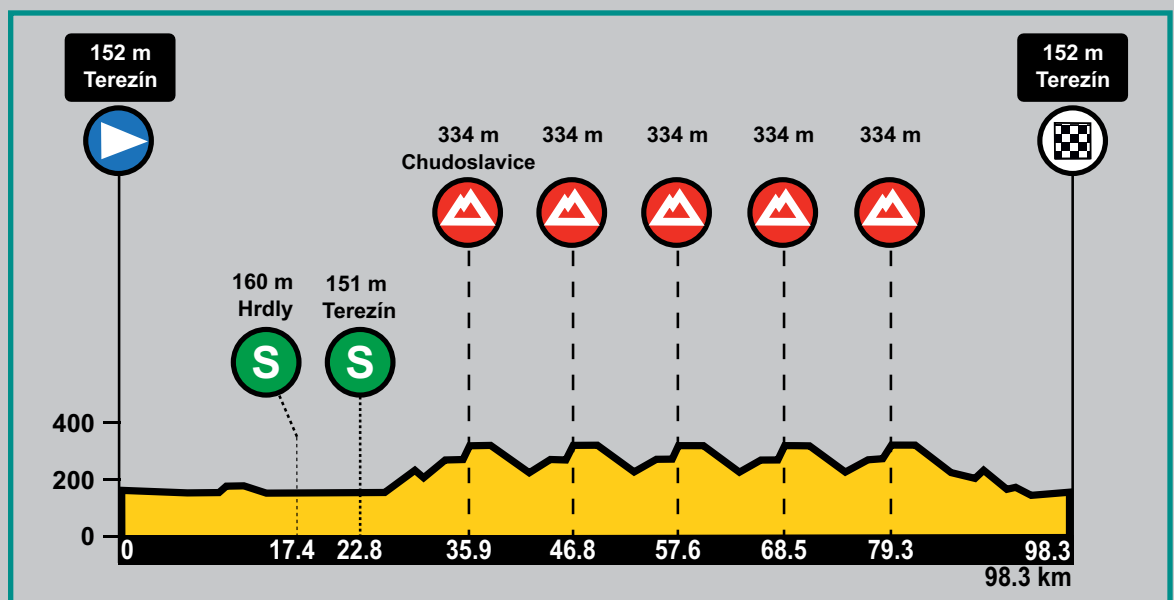 152 m
Terezín
152 m
Terezín
334 m
Chudoslavice
334 m
334 m
334 m
334 m
160 m
Hrdly
151 m
Terezín
S
S
400
200
0
0 17.4 22.8 35.9 46.8 57.6 68.5 79.3 98.3
98.3 km